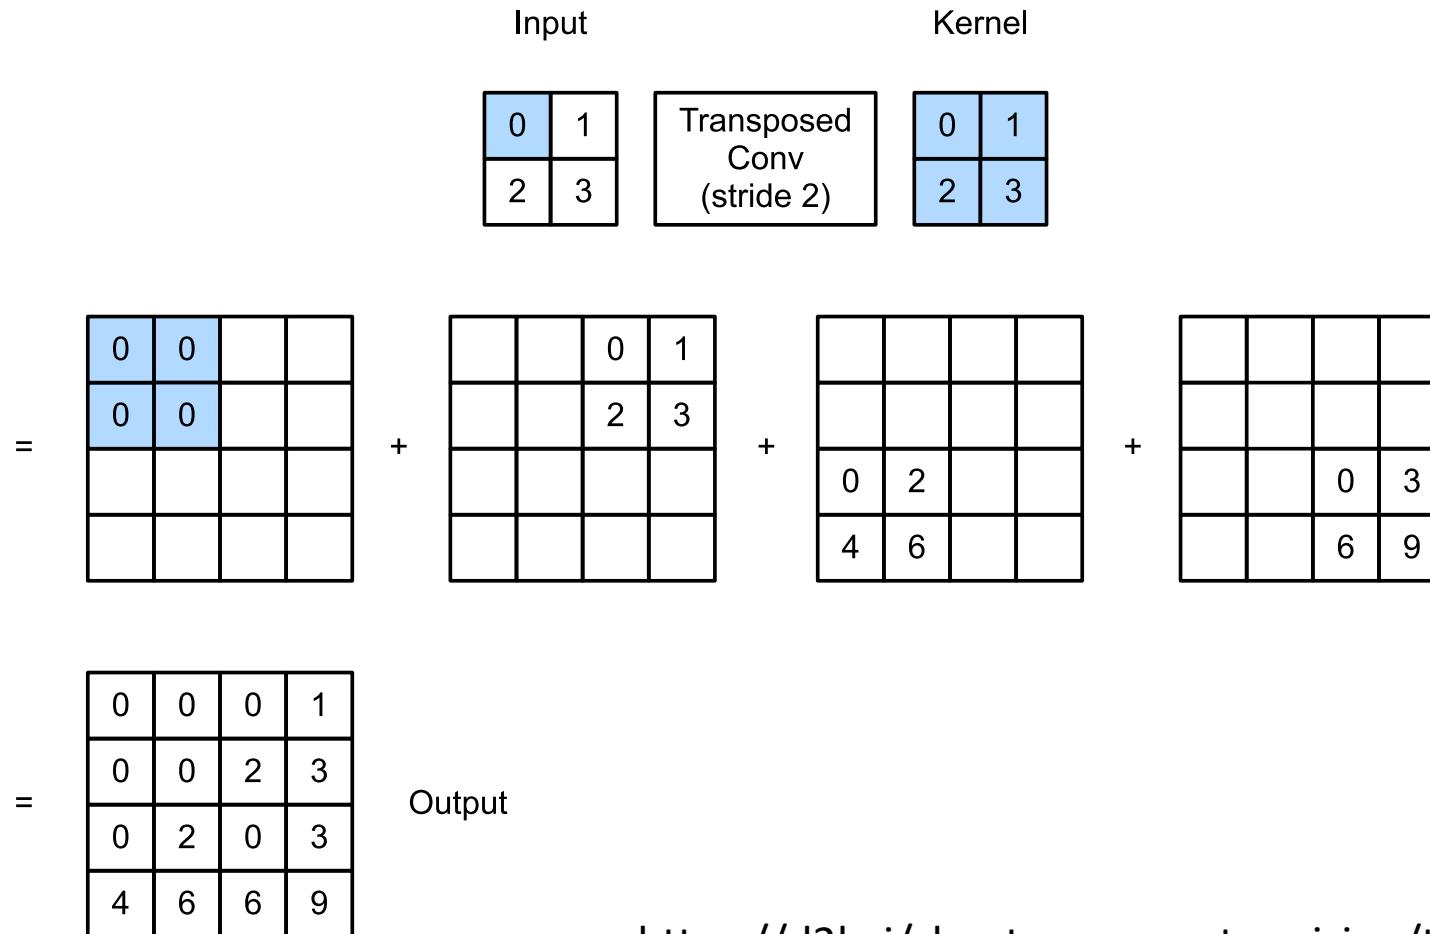 Input Kernel
0 1 Transposed 0 1
Conv
2 3 (stride 2) 2 3
0 0 0 1
0 0 2 3
= + + +
0 2 0 3
4 6 6 9
0 0 0 1
0 0 2 3
= Output
0 2 0 3
4 6 6 9